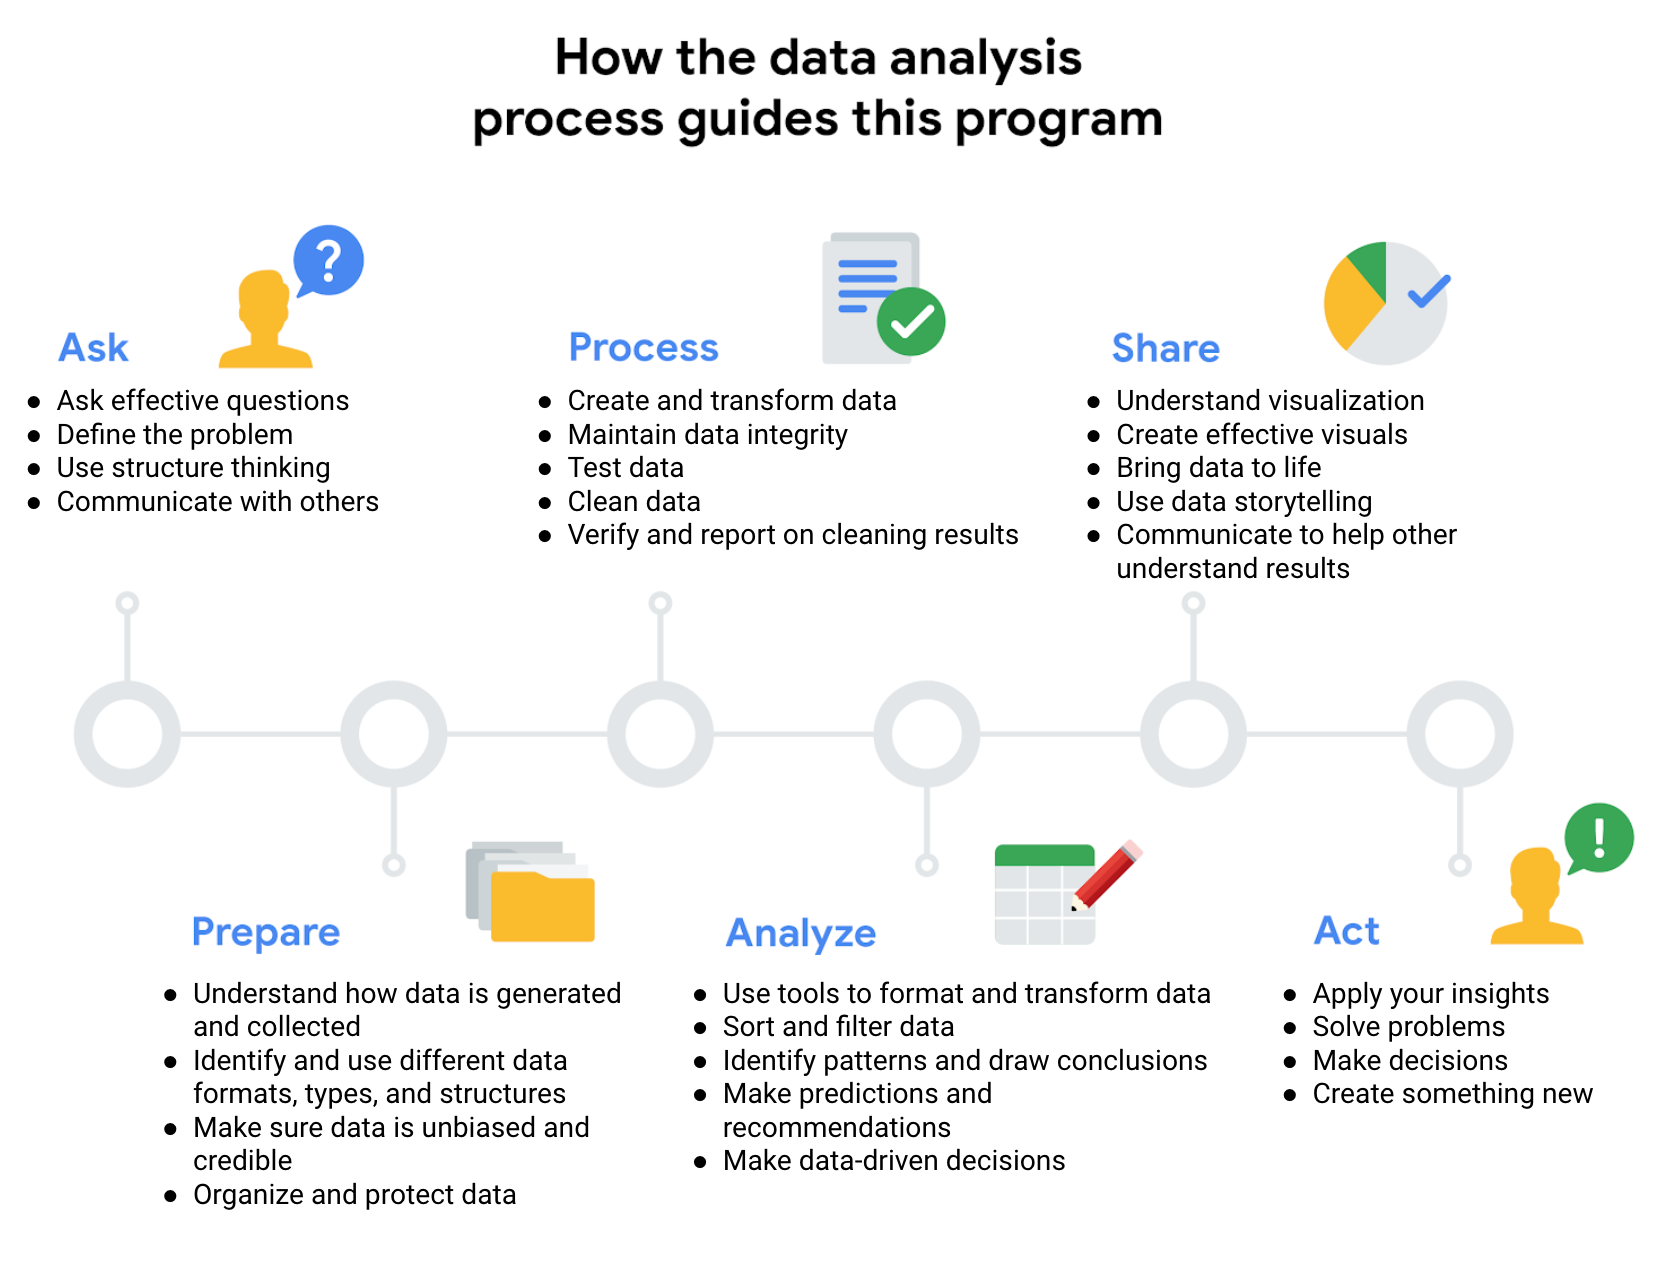 How the data analysis
process guides this program
?
Ask
● Ask effective questions
● Define the problem
● Use structure thinking
● Communicate with others
Process
● Create and transform data
● Maintain data integrity
● Test data
● Clean data
● Verify and report on cleaning results
Share
● Understand visualization
● Create effective visuals
● Bring data to life
● Use data storytelling
● Communicate to help other
understand results
Prepare
● Understand how data is generated
and collected
● Identify and use different data
formats, types, and structures
● Make sure data is unbiased and
credible
● Organize and protect data
Analyze
● Use tools to format and transform data
● Sort and filter data
● Identify patterns and draw conclusions
● Make predictions and
recommendations
● Make data-driven decisions
!
Act
● Apply your insights
● Solve problems
● Make decisions
● Create something new